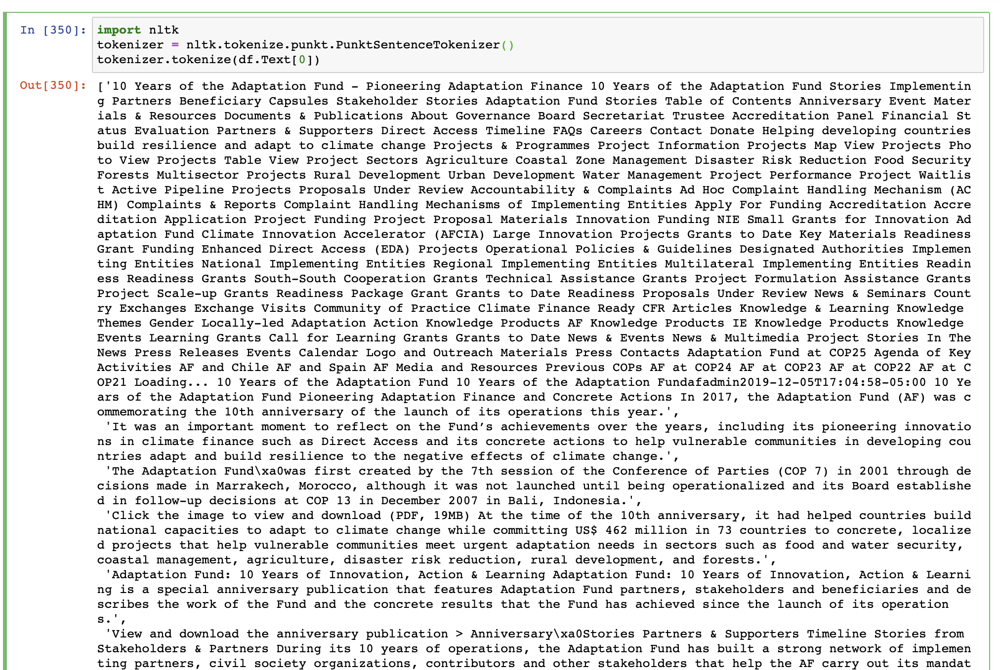 In [350]:
import nltk
tokenizer = nltk.tokenize.punkt.PunktSentenceTokenizer()
tokenizer.tokenize(df.Text[0])
Out[350]:
['10 Years of the Adaptation Fund – Pioneering Adaptation Finance 10 Years of the Adaptation Fund Stories Implementin
g Partners Beneficiary Capsules Stakeholder Stories Adaptation Fund Stories Table of Contents Anniversary Event Mater
ials & Resources Documents & Publications About Governance Board Secretariat Trustee Accreditation Panel Financial St
atus Evaluation Partners & Supporters Direct Access Timeline FAQs Careers Contact Donate Helping developing countries
build resilience and adapt to climate change Projects & Programmes Project Information Projects Map View Projects Pho
to View Projects Table View Project Sectors Agriculture Coastal Zone Management Disaster Risk Reduction Food Security
Forests Multisector Projects Rural Development Urban Development Water Management Project Performance Project Waitlis
t Active Pipeline Projects Proposals Under Review Accountability & Complaints Ad Hoc Complaint Handling Mechanism (AC
HM) Complaints & Reports Complaint Handling Mechanisms of Implementing Entities Apply For Funding Accreditation Accre
ditation Application Project Funding Project Proposal Materials Innovation Funding NIE Small Grants for Innovation Ad
aptation Fund Climate Innovation Accelerator (AFCIA) Large Innovation Projects Grants to Date Key Materials Readiness
Grant Funding Enhanced Direct Access (EDA) Projects Operational Policies & Guidelines Designated Authorities Implemen
ting Entities National Implementing Entities Regional Implementing Entities Multilateral Implementing Entities Readin
ess Readiness Grants South-South Cooperation Grants Technical Assistance Grants Project Formulation Assistance Grants
Project Scale-up Grants Readiness Package Grant Grants to Date Readiness Proposals Under Review News & Seminars Count
ry Exchanges Exchange Visits Community of Practice Climate Finance Ready CFR Articles Knowledge & Learning Knowledge
Themes Gender Locally-led Adaptation Action Knowledge Products AF Knowledge Products IE Knowledge Products Knowledge
Events Learning Grants Call for Learning Grants Grants to Date News & Events News & Multimedia Project Stories In The
News Press Releases Events Calendar Logo and Outreach Materials Press Contacts Adaptation Fund at COP25 Agenda of Key
Activities AF and Chile AF and Spain AF Media and Resources Previous COPs AF at COP24 AF at COP23 AF at COP22 AF at C
OP21 Loading... 10 Years of the Adaptation Fund 10 Years of the Adaptation Fundafadmin2019-12-05T17:04:58-05:00 10 Ye
ars of the Adaptation Fund Pioneering Adaptation Finance and Concrete Actions In 2017, the Adaptation Fund (AF) was c
ommemorating the 10th anniversary of the launch of its operations this year.',
'It was an important moment to reflect on the Fund’s achievements over the years, including its pioneering innovatio
ns in climate finance such as Direct Access and its concrete actions to help vulnerable communities in developing cou
ntries adapt and build resilience to the negative effects of climate change.',
'The Adaptation Fund\xa0was first created by the 7th session of the Conference of Parties (COP 7) in 2001 through de
cisions made in Marrakech, Morocco, although it was not launched until being operationalized and its Board establishe
d in follow-up decisions at COP 13 in December 2007 in Bali, Indonesia.',
'Click the image to view and download (PDF, 19MB) At the time of the 10th anniversary, it had helped countries build
national capacities to adapt to climate change while committing US$ 462 million in 73 countries to concrete, localize
d projects that help vulnerable communities meet urgent adaptation needs in sectors such as food and water security,
coastal management, agriculture, disaster risk reduction, rural development, and forests.',
'Adaptation Fund: 10 Years of Innovation, Action & Learning Adaptation Fund: 10 Years of Innovation, Action & Learni
ng is a special anniversary publication that features Adaptation Fund partners, stakeholders and beneficiaries and de
scribes the work of the Fund and the concrete results that the Fund has achieved since the launch of its operation
s.',
'View and download the anniversary publication > Anniversary\xa0Stories Partners & Supporters Timeline Stories from
Stakeholders & Partners During its 10 years of operations, the Adaptation Fund has built a strong network of implemen
ting partners, civil society organizations, contributors and other stakeholders that help the AF carry out its mandat